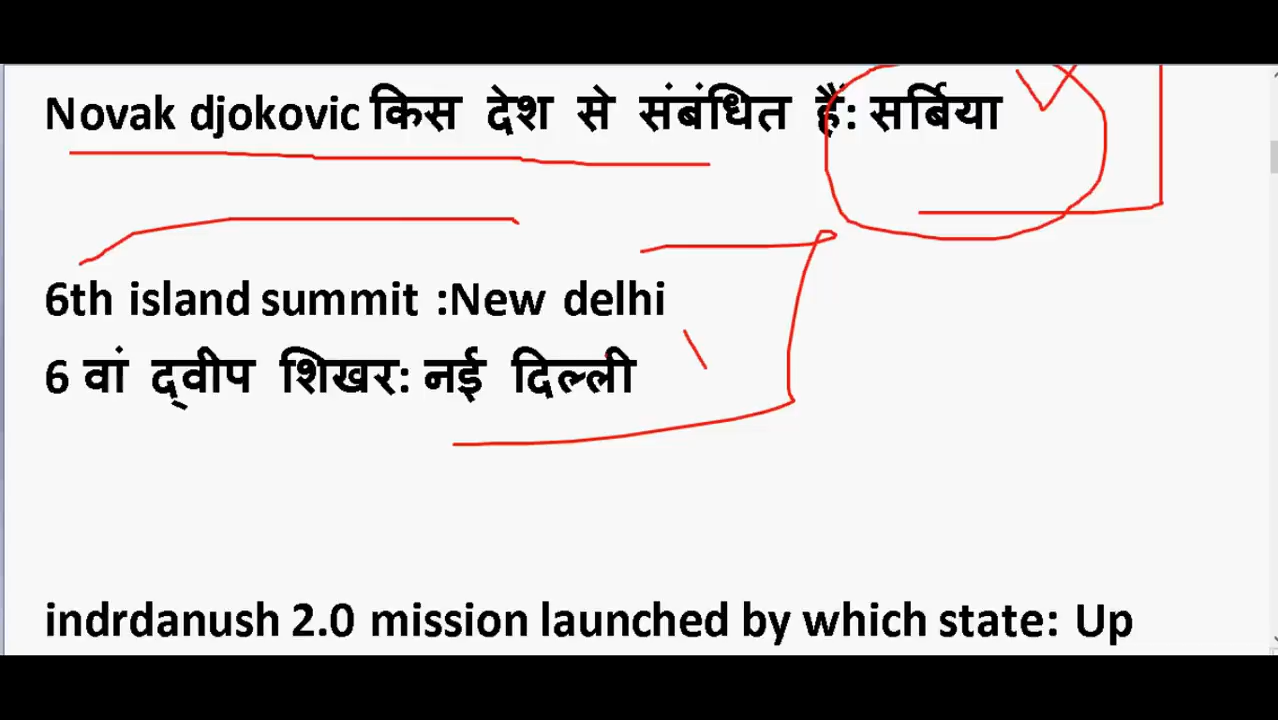 Novak djokovic किस देश से संबंधित हैं: सर्बिया
6th island summit :New delhi
6 वां द्वीप शिखर: नई दिल्ली
indrdanush 2.0 mission launched by which state: Up